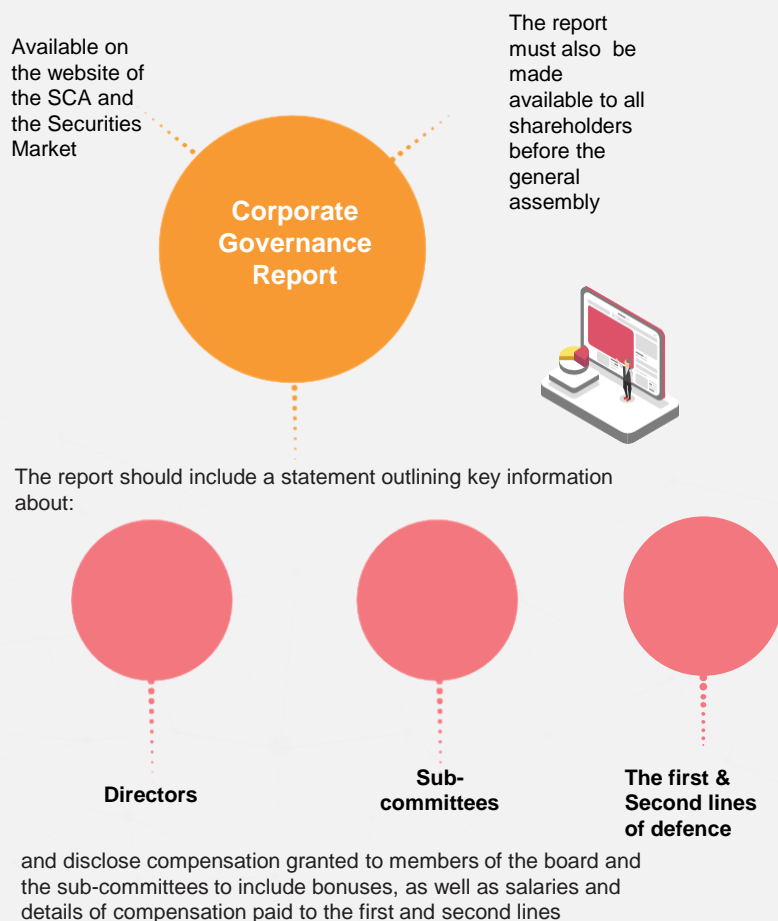 Available on
the website of
the SCA and
the Securities
Market
The report
must also be
made
available to all
shareholders
before the
general
assembly
Corporate
Governance
Report
The report should include a statement outlining key information
about:
Directors
Sub-
committees
The first &
Second lines
of defence
and disclose compensation granted to members of the board and
the sub-committees to include bonuses, as well as salaries and
details of compensation paid to the first and second lines